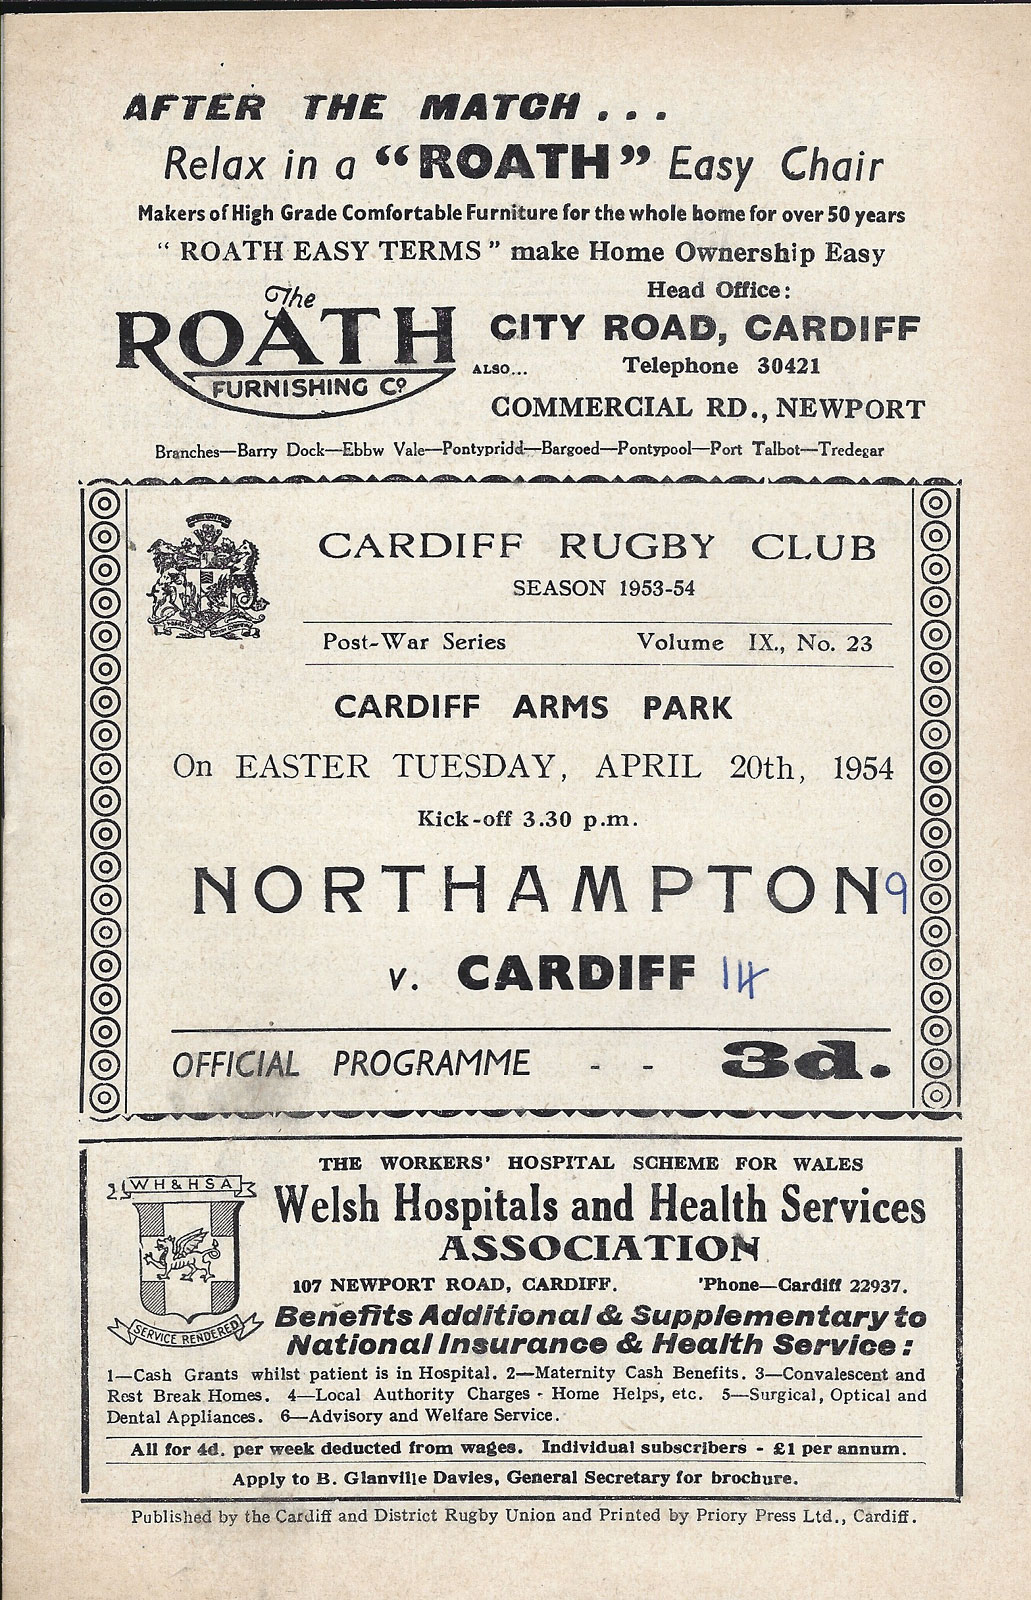 AFTER THE MATCH . . .
Relax in a "ROATH" Easy Chair
Makers of High Grade Comfortable Furniture for the whole home for over 50 years
" ROATH EASY TERMS " make Home Ownership Easy
The
ROATH
FURNISHING Co.
Head Office:
CITY ROAD, CARDIFF
ALSO...
Telephone 30421
COMMERCIAL RD., NEWPORT
Branches—Barry Dock—Ebbw Vale—Pontypridd—Bargoed—Pontypool—Port Talbot—Tredegar
CARDIFF RUGBY CLUB
SEASON 1953-54
Post-War Series Volume IX., No. 23
CARDIFF ARMS PARK
On EASTER TUESDAY, APRIL 20th, 1954
Kick-off 3.30 p.m.
NORTHAMPTON 9
v. CARDIFF 14
OFFICIAL PROGRAMME - - 3d.
THE WORKERS' HOSPITAL SCHEME FOR WALES
WH&HSA
SERVICE RENDERED
Welsh Hospitals and Health Services
ASSOCIATION
107 NEWPORT ROAD, CARDIFF. 'Phone—Cardiff 22937.
Benefits Additional & Supplementary to
National Insurance & Health Service :
1—Cash Grants whilst patient is in Hospital. 2—Maternity Cash Benefits. 3—Convalescent and
Rest Break Homes. 4—Local Authority Charges - Home Helps, etc. 5—Surgical, Optical and
Dental Appliances. 6—Advisory and Welfare Service.
All for 4d. per week deducted from wages. Individual subscribers - £1 per annum.
Apply to B. Glanville Davies, General Secretary for brochure.
Published by the Cardiff and District Rugby Union and Printed by Priory Press Ltd., Cardiff.